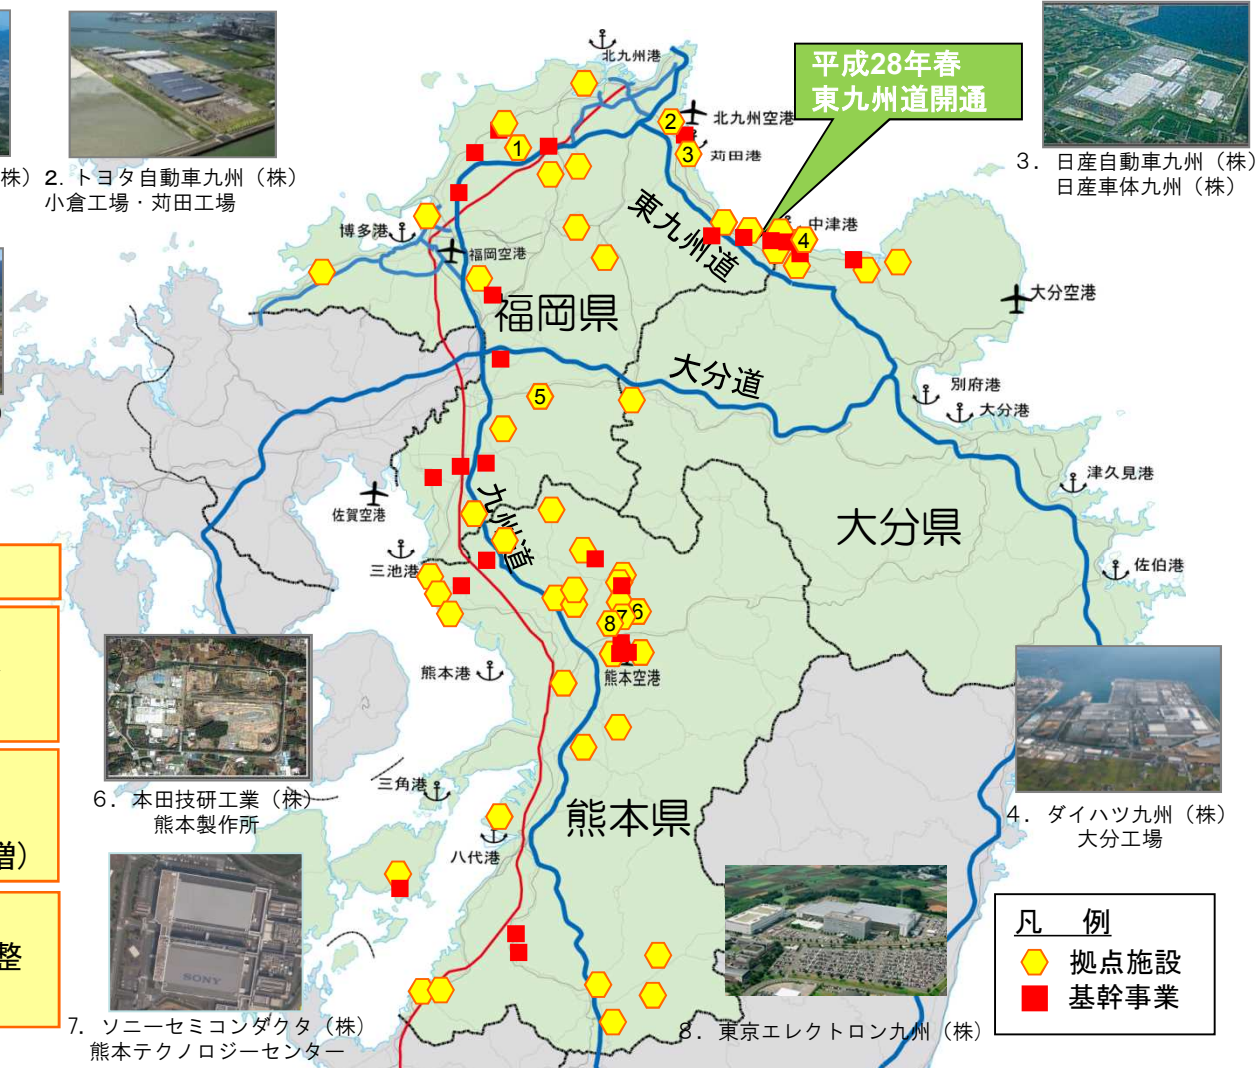 北九州港
平成28年春
東九州道開通
北九州空港
苅田港
株）
2．トヨタ自動車九州（株）
小倉工場・苅田工場
3．日産自動車九州（株）
日産車体九州（株）
1
2
3
4
博多港
福岡空港
東九州道
中津港
大分空港
福岡県
大分道
5
別府港
大分港
佐賀空港
九州道
津久見港
大分県
三池港
佐伯港
6
7
8
熊本港
熊本空港
6．本田技研工業（株）
熊本製作所
三角港
熊本県
4．ダイハツ九州（株）
大分工場
八代港
増）
整
SONY
7．ソニーセミコンダクタ（株）
熊本テクノロジーセンター
8．東京エレクトロン九州（株）
凡　例
拠点施設
基幹事業